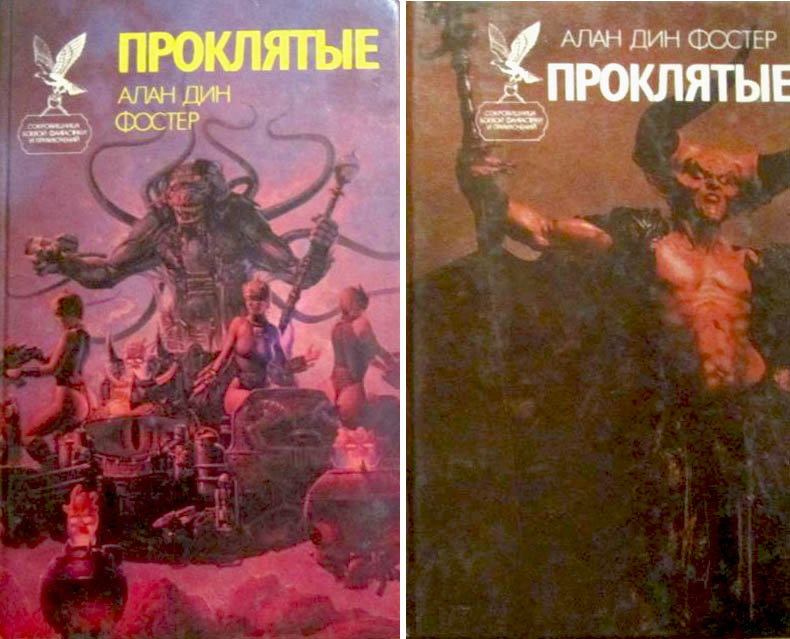 ПРОКЛЯТЫЕ
АЛАН ДИН
ФОСТЕР
СОКРОВИЩНИЦА
БОЕВОЙ ФАНТАСТИКИ
И ПРИКЛЮЧЕНИЙ
АЛАН ДИН ФОСТЕР
ПРОКЛЯТЫЕ
СОКРОВИЩНИЦА
БОЕВОЙ ФАНТАСТИКИ
И ПРИКЛЮЧЕНИЙ